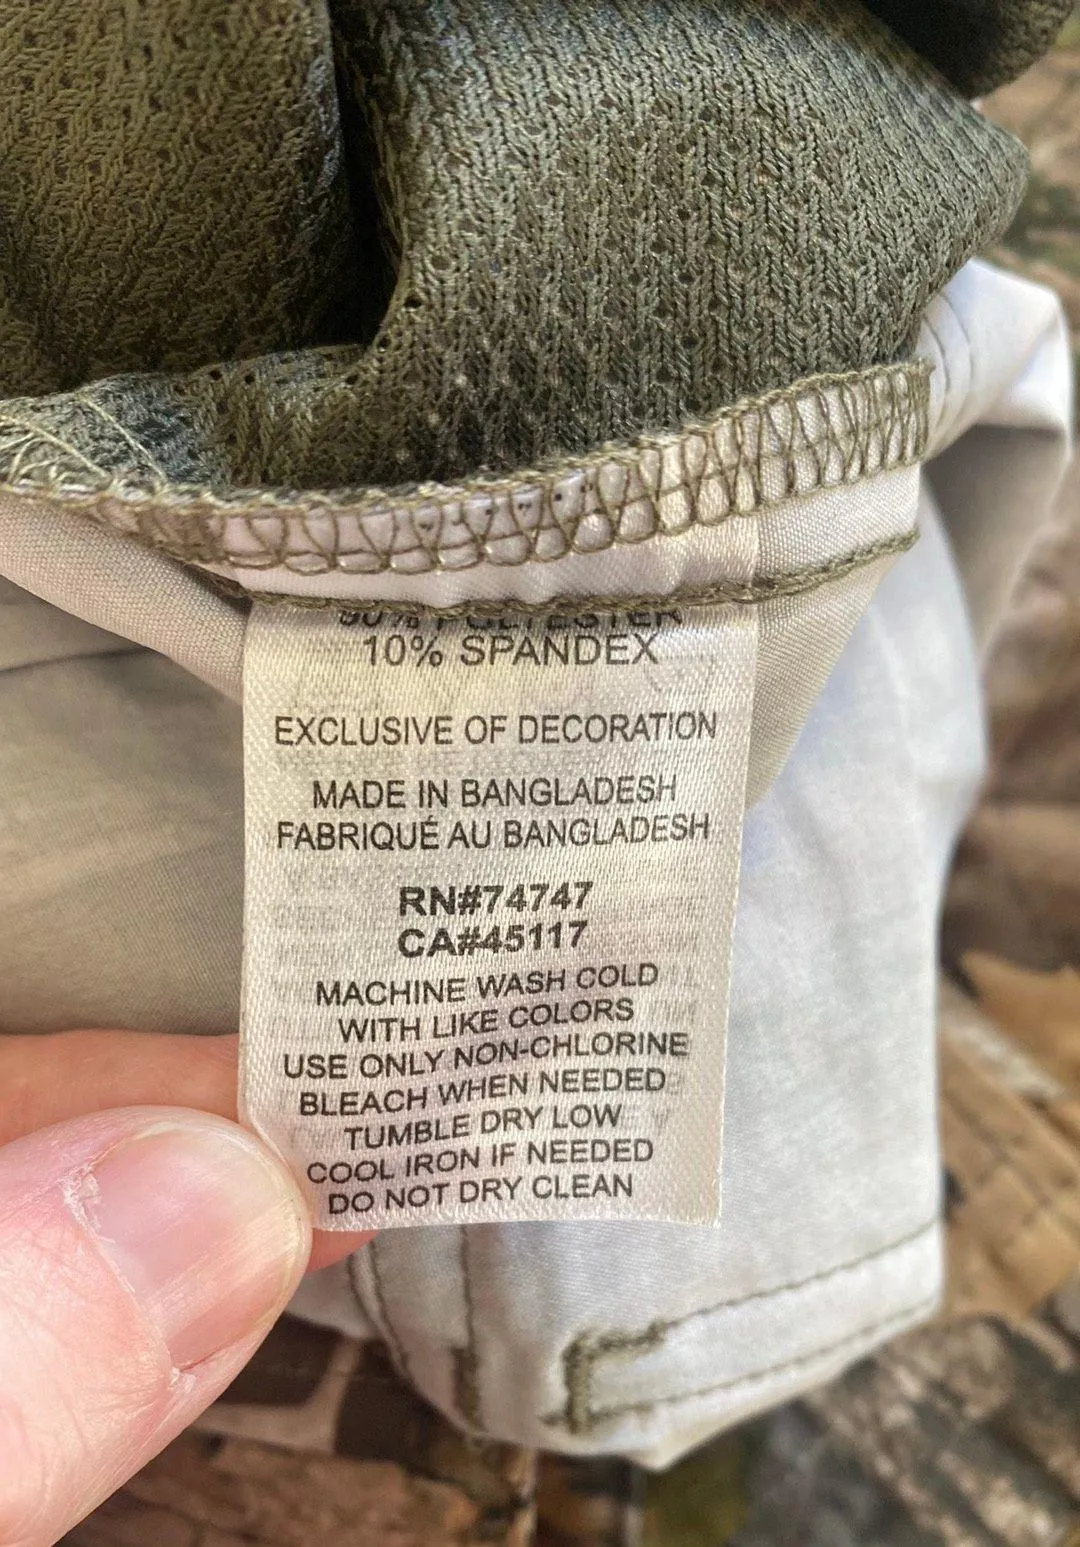 90% POLYESTER
10% SPANDEX
EXCLUSIVE OF DECORATION
MADE IN BANGLADESH
FABRIQUÉ AU BANGLADESH
RN#74747
CA#45117
MACHINE WASH COLD
WITH LIKE COLORS
USE ONLY NON-CHLORINE
BLEACH WHEN NEEDED
TUMBLE DRY LOW
COOL IRON IF NEEDED
DO NOT DRY CLEAN